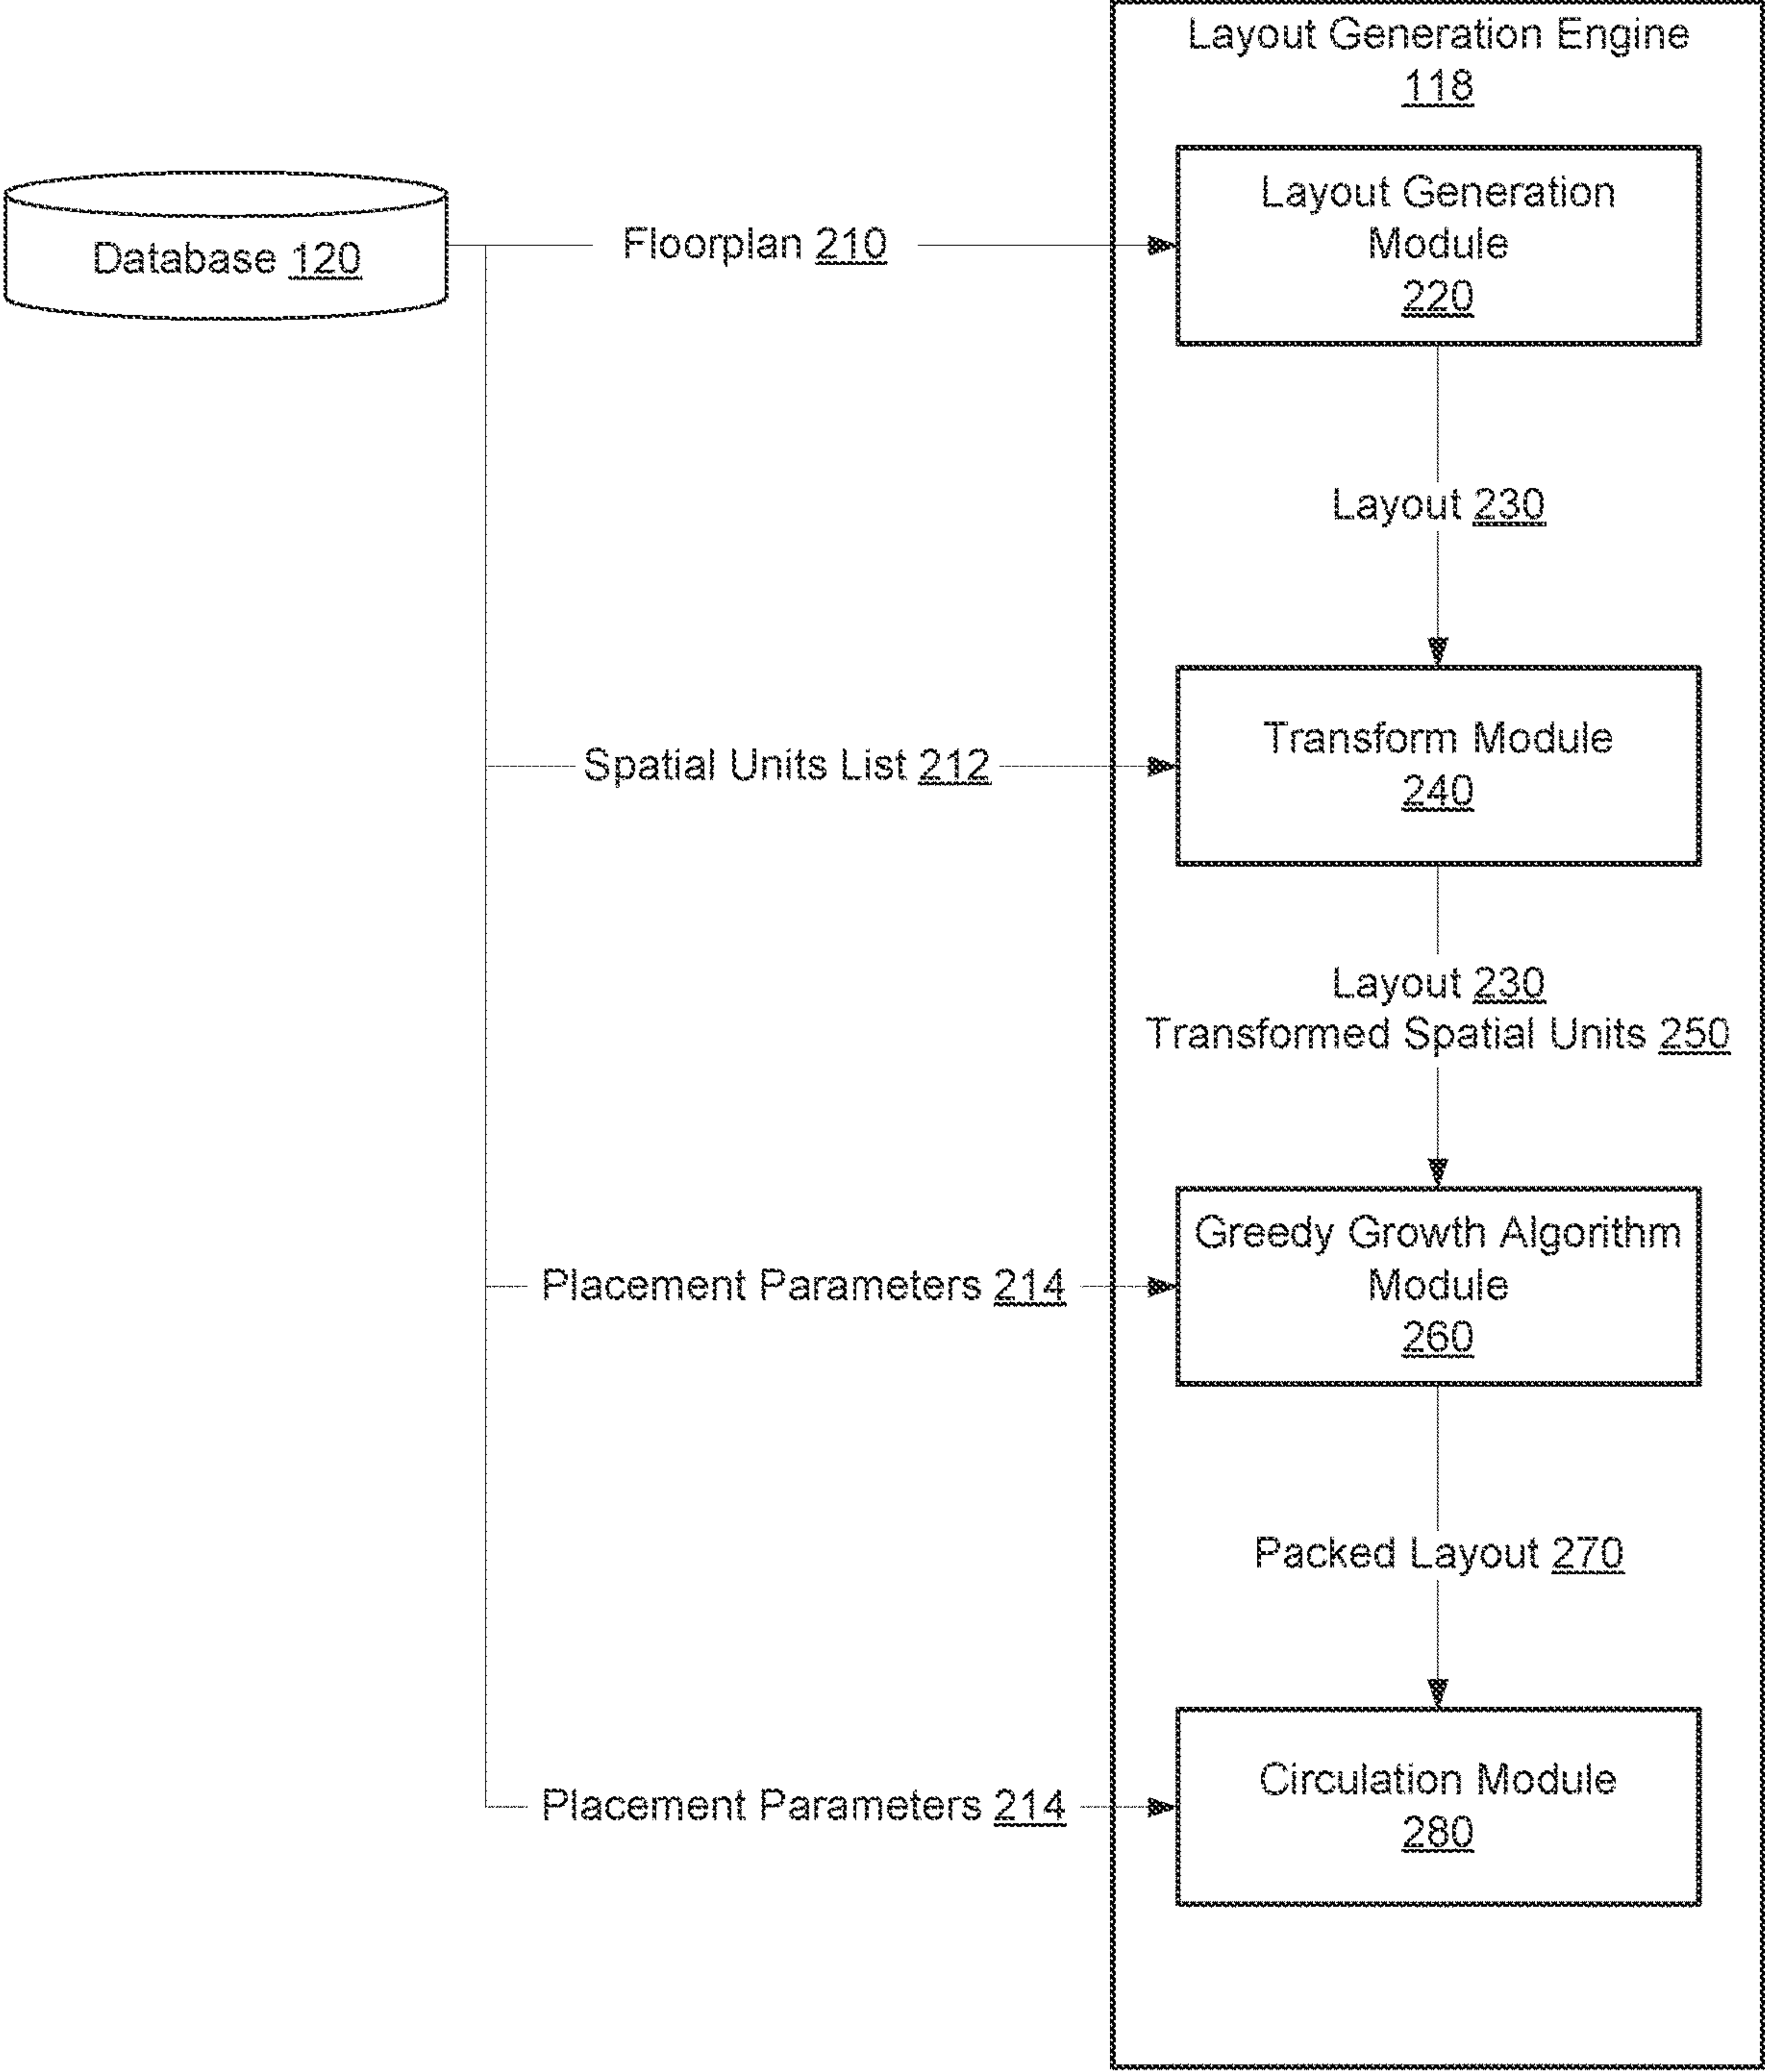 Layout Generation Engine
118
Layout Generation
Module
220
Database 120
Floorplan 210
Layout 230
Spatial Units List 212
Transform Module
240
Layout 230
Transformed Spatial Units 250
Placement Parameters 214
Greedy Growth Algorithm
Module
260
Packed Layout 270
Placement Parameters 214
Circulation Module
280